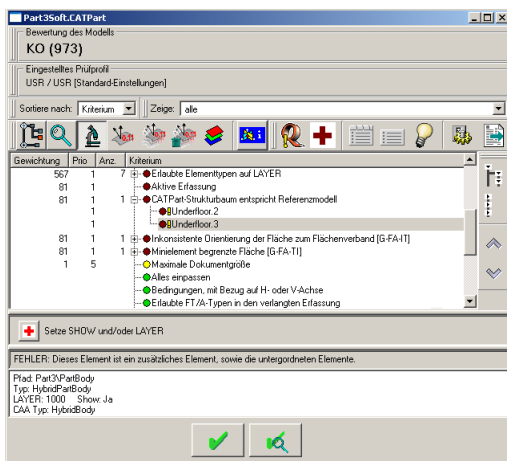 Part3Soft.CATPart
Bewertung des Modells
KO (973)
Eingestelltes Prüfprofil
USR / USR [Standard-Einstellungen]
Sortiere nach: Kriterium Zeige: alle
Gewichtung Prio Anz. Kriterium
567 1 7 Erlaubte Elementtypen auf LAYER
81 1 Aktive Erfassung
81 1 1 CATPart-Strukturbaum entspricht Referenzmodell
1 Underfloor.2
1 Underfloor.3
81 1 1 Inkonsistente Orientierung der Fläche zum Flächenverband [G-FA-IT]
81 1 1 Minielement begrenzte Fläche [G-FA-TI]
1 5 Maximale Dokumentgröße
Alles einpassen
Bedingungen, mit Bezug auf H- oder V-Achse
Erlaubte FT/A-Typen in den verlangten Erfassung
Setze SHOW und/oder LAYER
FEHLER: Dieses Element ist ein zusätzliches Element, sowie die untergeordneten Elemente.
Pfad: Part3\PartBody
Typ: HybridPartBody
LAYER: 1000 Show: Ja
CAA Typ: HybridBody